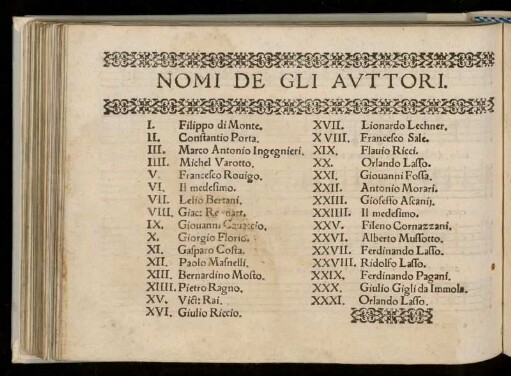 NOMI DE GLI AVTTORI.
I. Filippo di Monte.
II. Constantio Porta.
III. Marco Antonio Ingegnieri.
IIII. Michel Varotto.
V. Francesco Rouigo.
VI. Il medesimo.
VII. Lelio Bertani.
VIII. Giac:
IX. Giouanni
X. Giorgio Florio.
XI. Gasparo Costa.
XII. Paolo Masnelli.
XIII. Bernardino Mosto.
XIIII. Pietro Ragno.
XV. Vict: Rai.
XVI. Giulio Riccio.
XVII. Lionardo Lechner.
XVIII. Francesco Sale.
XIX. Flauio Ricci.
XX. Orlando Lasso.
XXI. Giouanni Fossa.
XXII. Antonio Morari.
XXIII. Gioseffo Ascanij.
XXIIII. Il medesimo.
XXV. Fileno Cornazzani.
XXVI. Alberto Mussotto.
XXVII. Ferdinando Lasso.
XXVIII. Ridolfo Lasso.
XXIX. Ferdinando Pagani.
XXX. Giulio Gigli da Immola.
XXXI. Orlando Lasso.